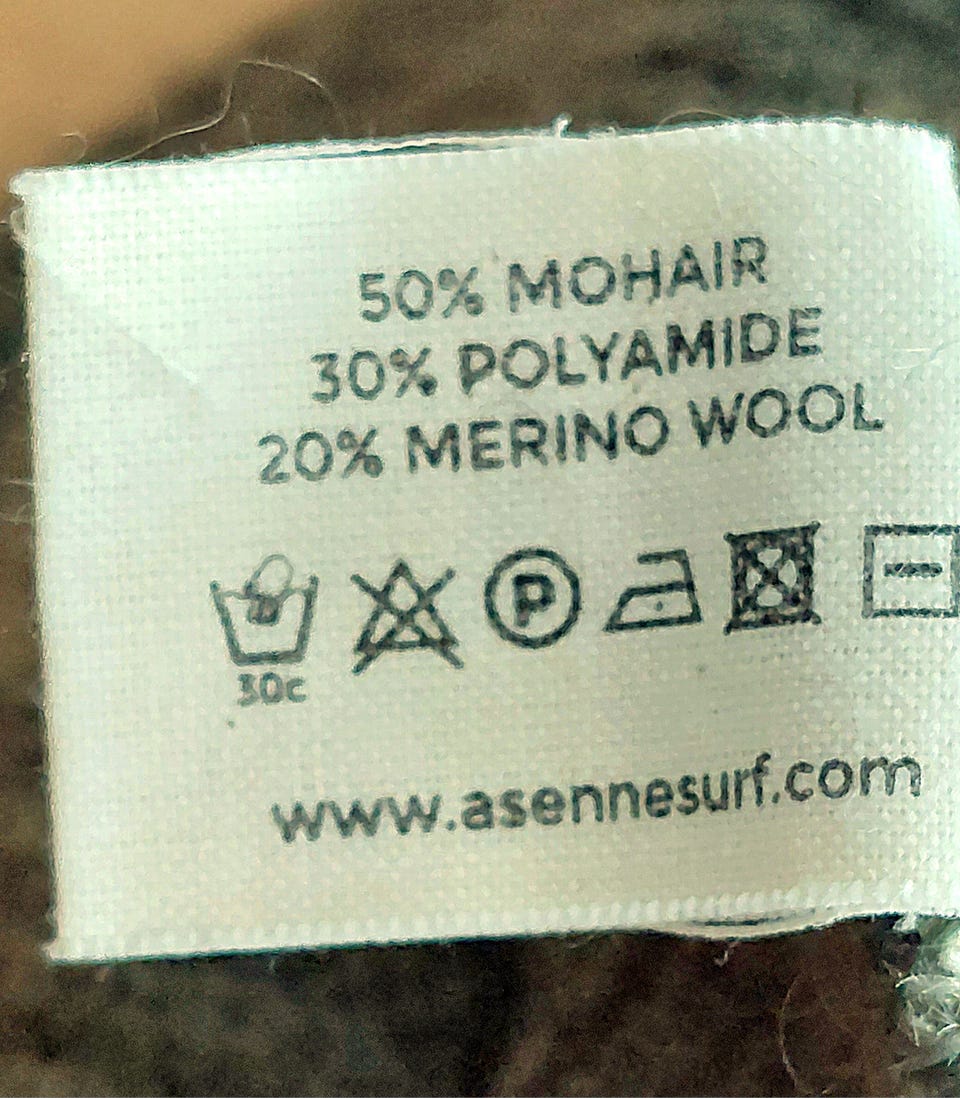 50% MOHAIR
30% POLYAMIDE
20% MERINO WOOL
P
30c
www.asennesurf.com